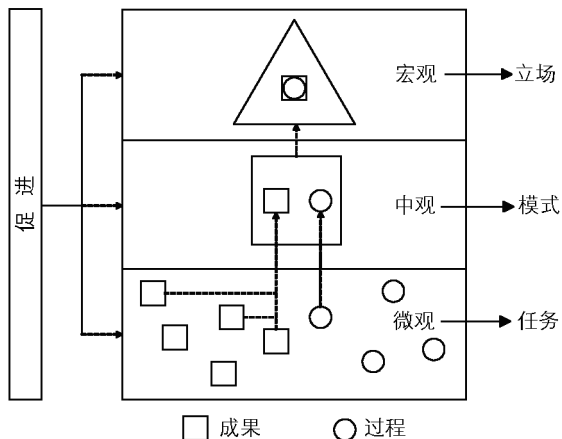 促进
宏观 立场
中观 模式
微观 任务
成果 过程